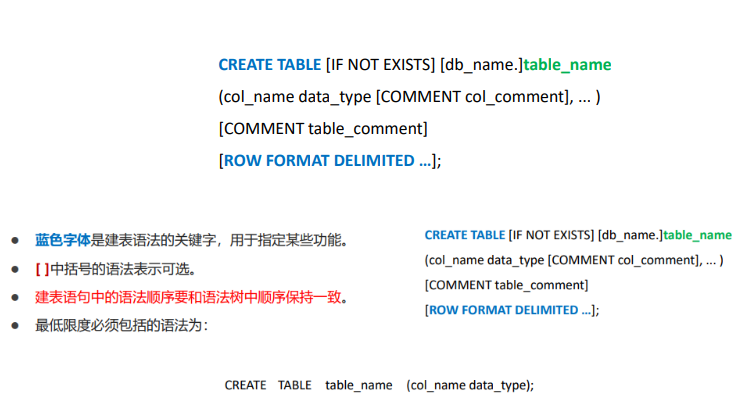 CREATE TABLE [IF NOT EXISTS] [db_name.]table_name
(col_name data_type [COMMENT col_comment], ... )
[COMMENT table_comment]
[ROW FORMAT DELIMITED …];
● 蓝色字体是建表语法的关键字，用于指定某些功能。
● [ ]中括号的语法表示可选。
● 建表语句中的语法顺序要和语法树中顺序保持一致。
● 最低限度必须包括的语法为：
CREATE TABLE [IF NOT EXISTS] [db_name.]table_name
(col_name data_type [COMMENT col_comment], ... )
[COMMENT table_comment]
[ROW FORMAT DELIMITED …];
CREATE TABLE table_name (col_name data_type);